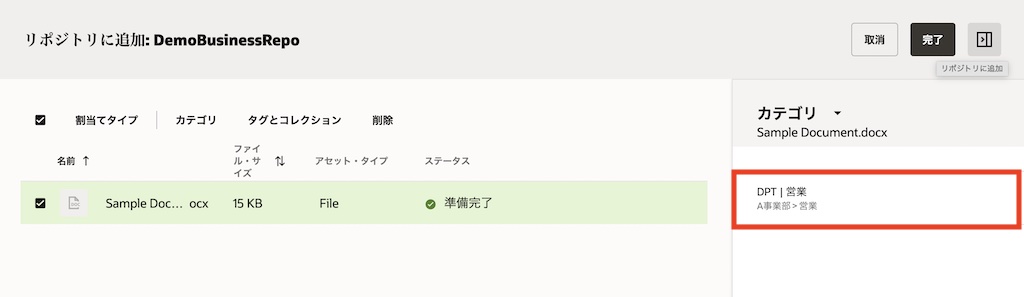 リポジトリに追加: DemoBusinessRepo
取消
完了
リポジトリに追加
割当てタイプ
カテゴリ
タグとコレクション
削除
名前 ↑
ファイ
ル・サ
イズ
アセット・タイプ
ステータス
Sample Doc... ocx
15 KB
File
準備完了
カテゴリ
Sample Document.docx
DPT | 営業
A事業部 > 営業